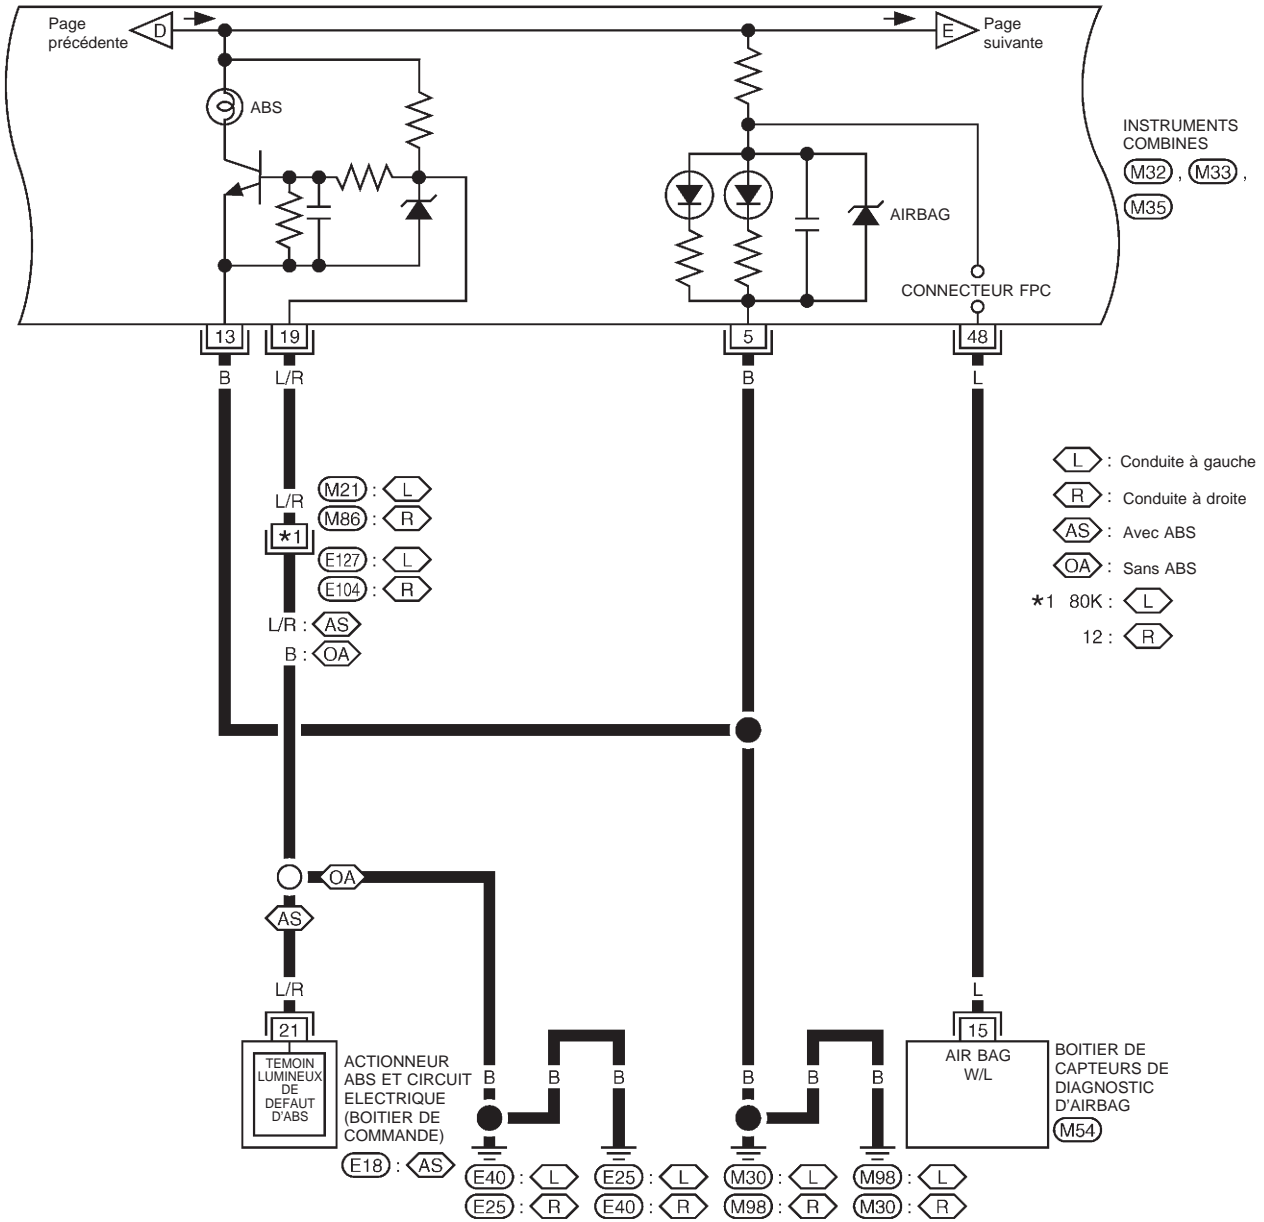 Page
précédente
D
E
Page
suivante
ABS
AIRBAG
CONNECTEUR FPC
INSTRUMENTS
COMBINES
M32 , M33 ,
M35
13
19
5
48
B
L/R
B
L
L/R
M21 : L
M86 : R
*1
E127 : L
E104 : R
L/R : AS
B : OA
L : Conduite à gauche
R : Conduite à droite
AS : Avec ABS
OA : Sans ABS
*1 80K : L
12 : R
OA
AS
L/R
L
21
15
TEMOIN
LUMINEUX
DE
DEFAUT
D'ABS
ACTIONNEUR
ABS ET CIRCUIT
ELECTRIQUE
(BOITIER DE
COMMANDE)
E18 : AS
B
B
B
B
B
B
AIR BAG
W/L
BOITIER DE
CAPTEURS DE
DIAGNOSTIC
D'AIRBAG
M54
E40 : L
E25 : R
E25 : L
E40 : R
M30 : L
M98 : R
M98 : L
M30 : R